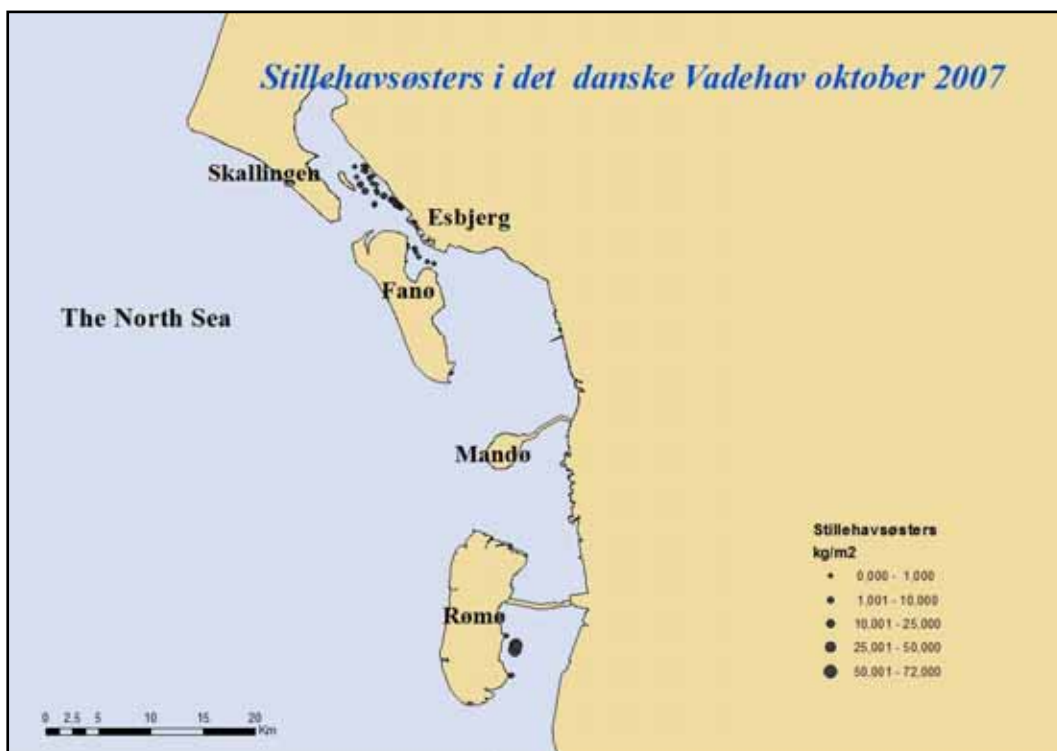 Stillehavsøsters i det danske Vadehav oktober 2007
Skallingen
Esbjerg
Fanø
The North Sea
Mandø
Rømø
Stillehavsøsters
kg/m2
0,000 - 1,000
1,001 - 10,000
10,001 - 25,000
25,001 - 50,000
50,001 - 72,000
0 2,5 5 10 15 20
Km